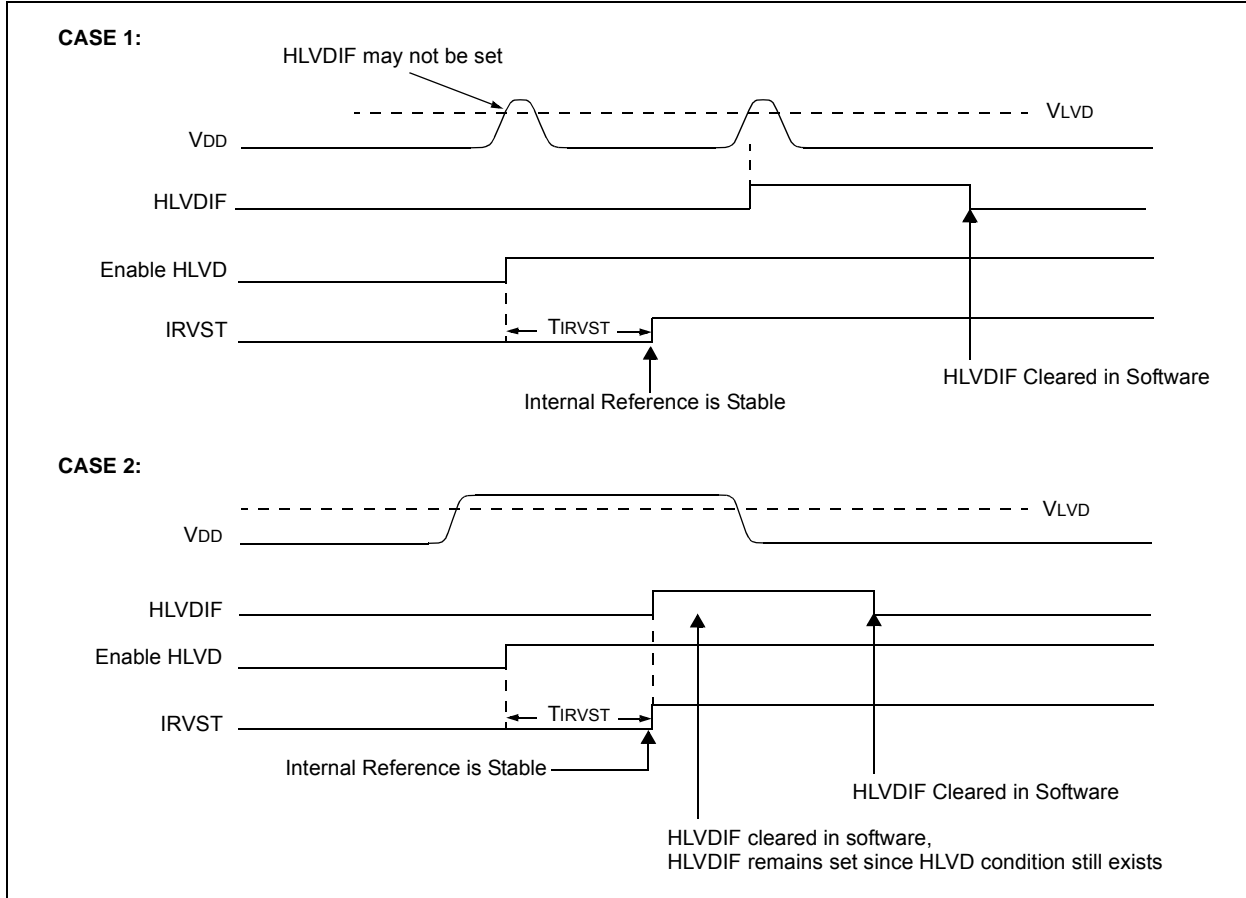 CASE 1:
HLVDIF may not be set
VLVD
VDD
HLVDIF
Enable HLVD
IRVST
TIRVST
HLVDIF Cleared in Software
Internal Reference is Stable
CASE 2:
VLVD
VDD
HLVDIF
Enable HLVD
IRVST
TIRVST
Internal Reference is Stable
HLVDIF Cleared in Software
HLVDIF cleared in software,
HLVDIF remains set since HLVD condition still exists